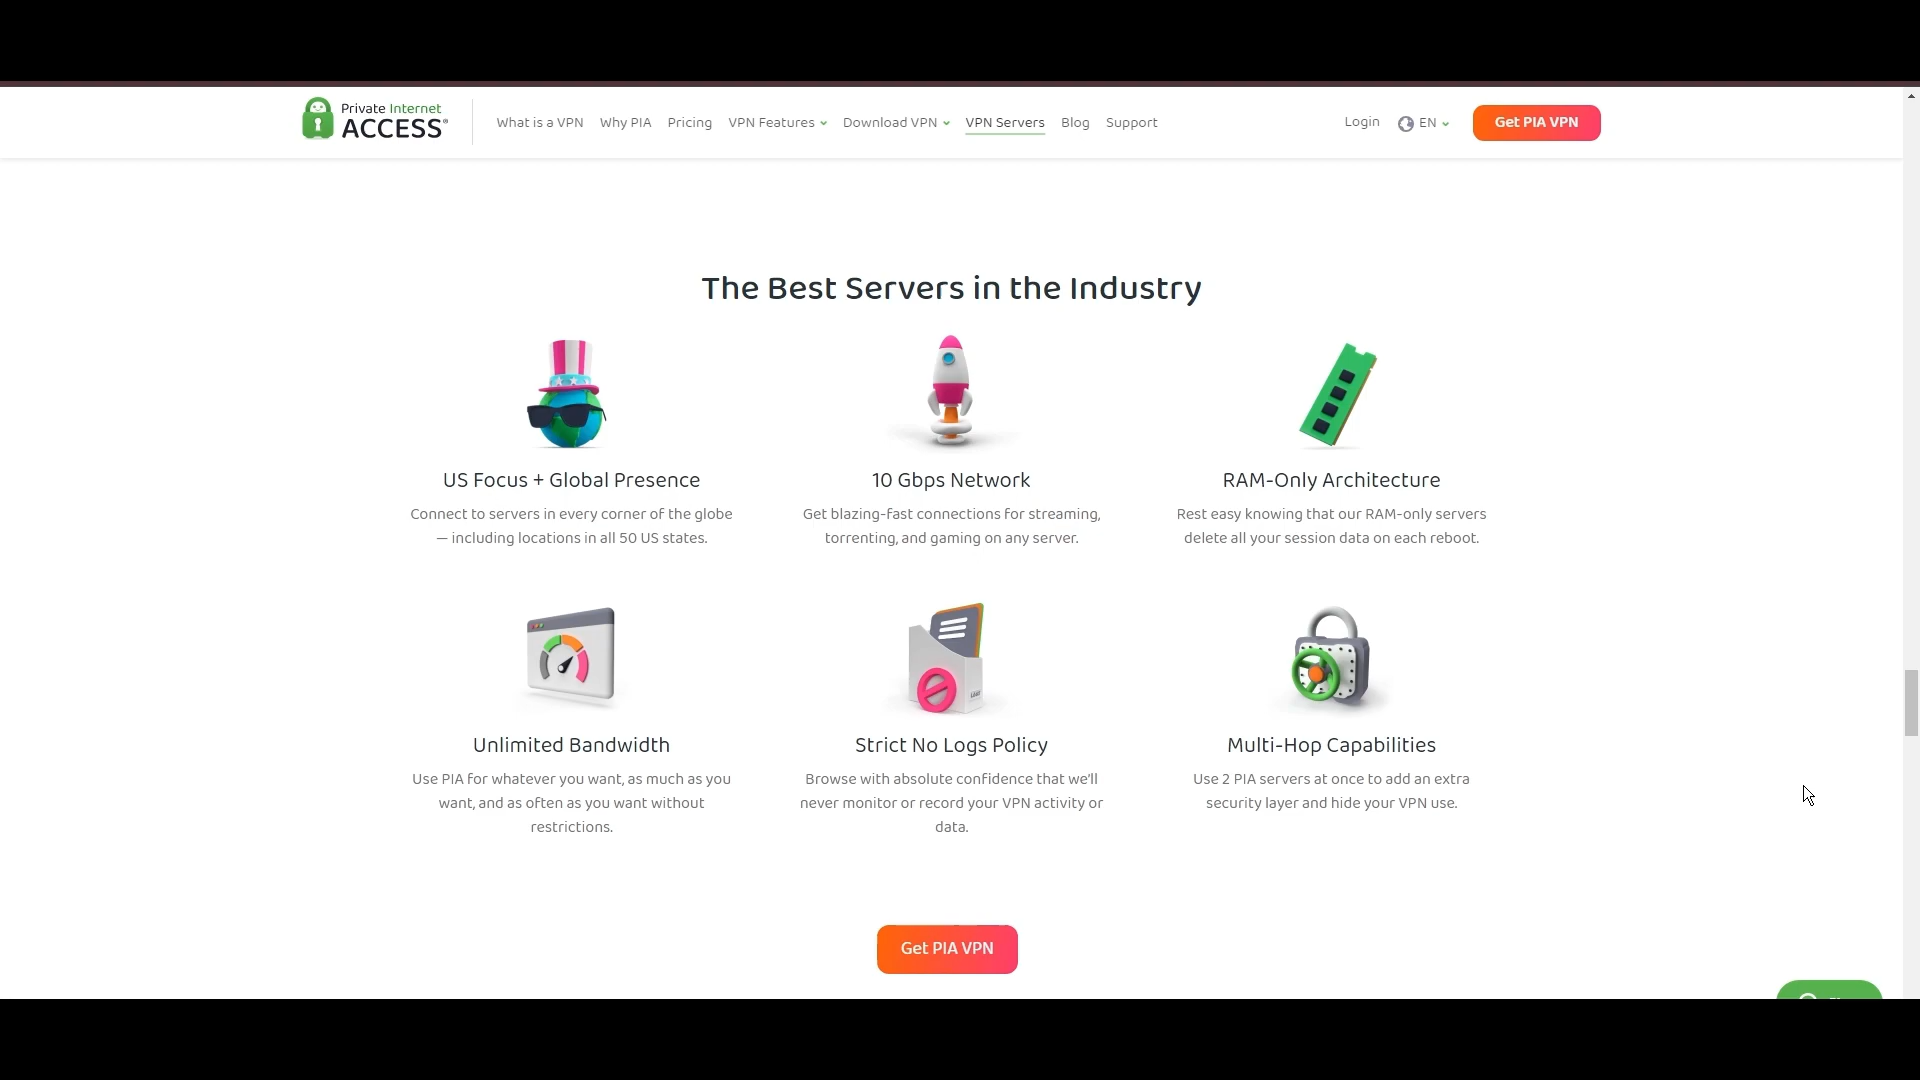 Private Internet
ACCESS®
What is a VPN Why PIA Pricing VPN Features Download VPN VPN Servers Blog Support Login EN Get PIA VPN
The Best Servers in the Industry
US Focus + Global Presence
Connect to servers in every corner of the globe
— including locations in all 50 US states.
10 Gbps Network
Get blazing-fast connections for streaming,
torrenting, and gaming on any server.
RAM-Only Architecture
Rest easy knowing that our RAM-only servers
delete all your session data on each reboot.
Unlimited Bandwidth
Use PIA for whatever you want, as much as you
want, and as often as you want without
restrictions.
Strict No Logs Policy
Browse with absolute confidence that we'll
never monitor or record your VPN activity or
data.
Multi-Hop Capabilities
Use 2 PIA servers at once to add an extra
security layer and hide your VPN use.
Get PIA VPN